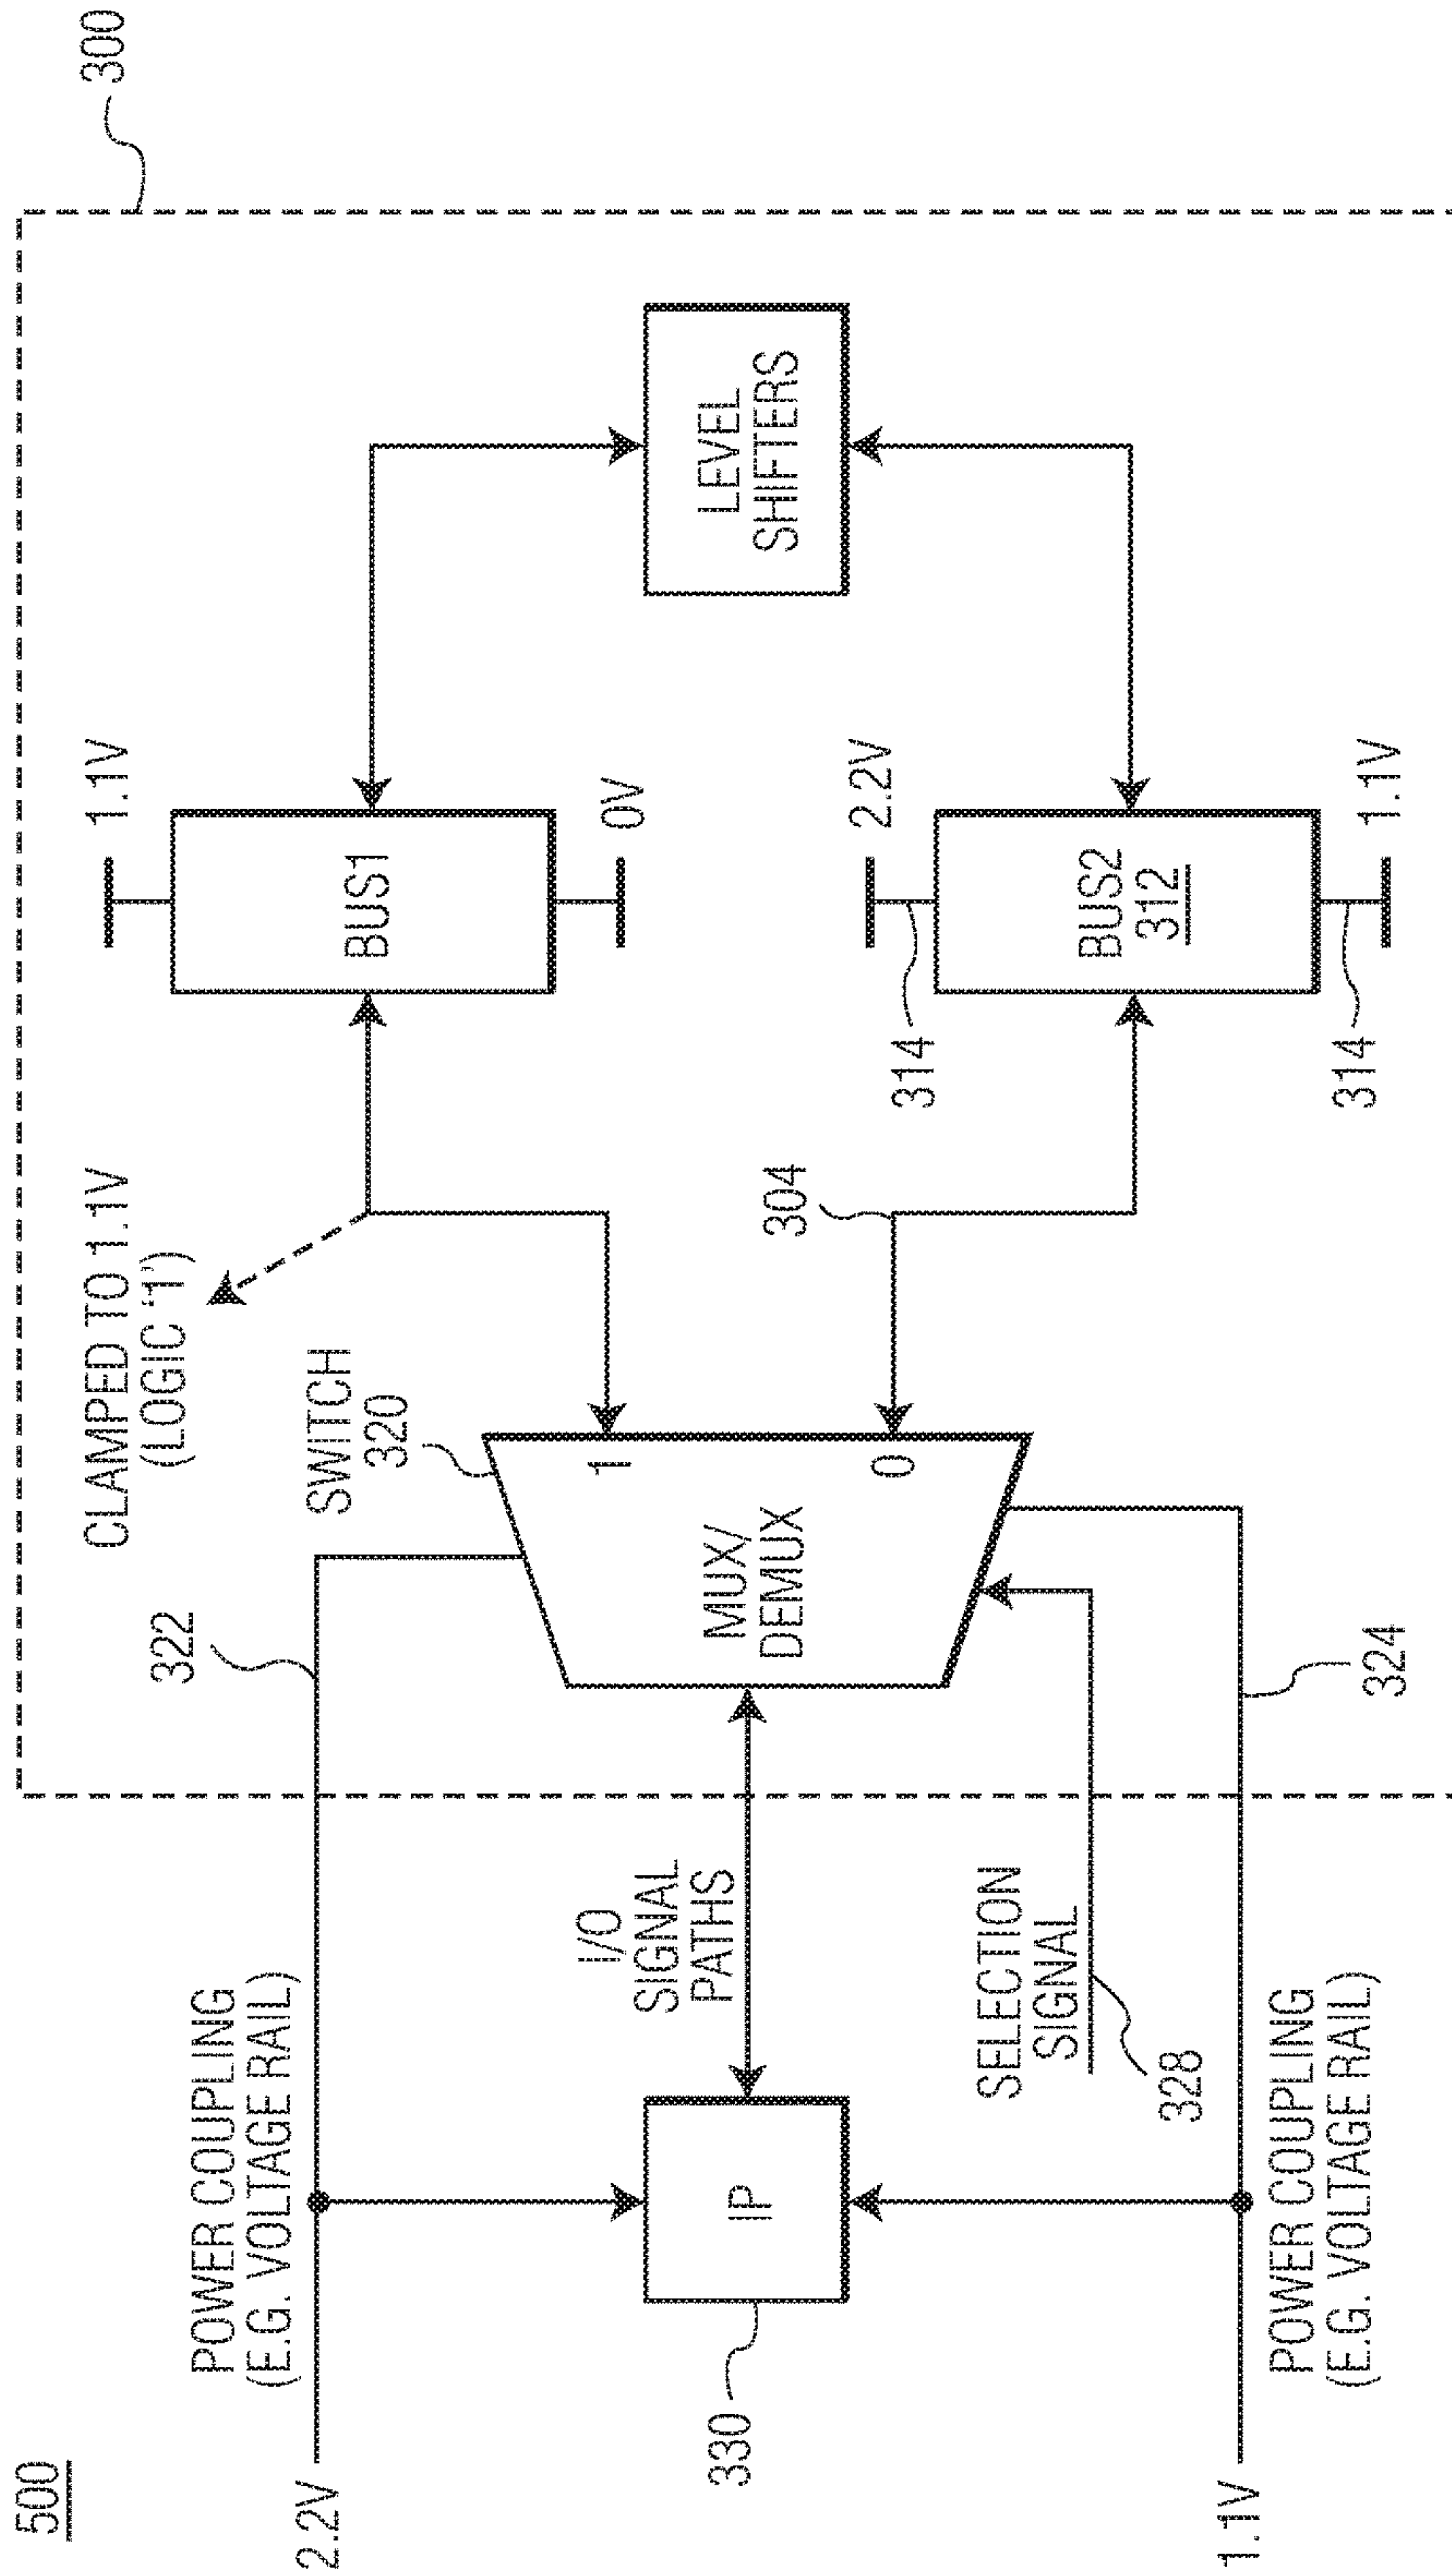 500
300
2.2V
POWER COUPLING
(E.G. VOLTAGE RAIL)
322
SWITCH
320
CLAMPED TO 1.1V
(LOGIC '1')
1.1V
BUS1
0V
330
IP
I/O
SIGNAL
PATHS
MUX/
DEMUX
1
0
304
LEVEL
SHIFTERS
SELECTION
SIGNAL
328
314
2.2V
BUS2
312
314
1.1V
1.1V
POWER COUPLING
(E.G. VOLTAGE RAIL)
324